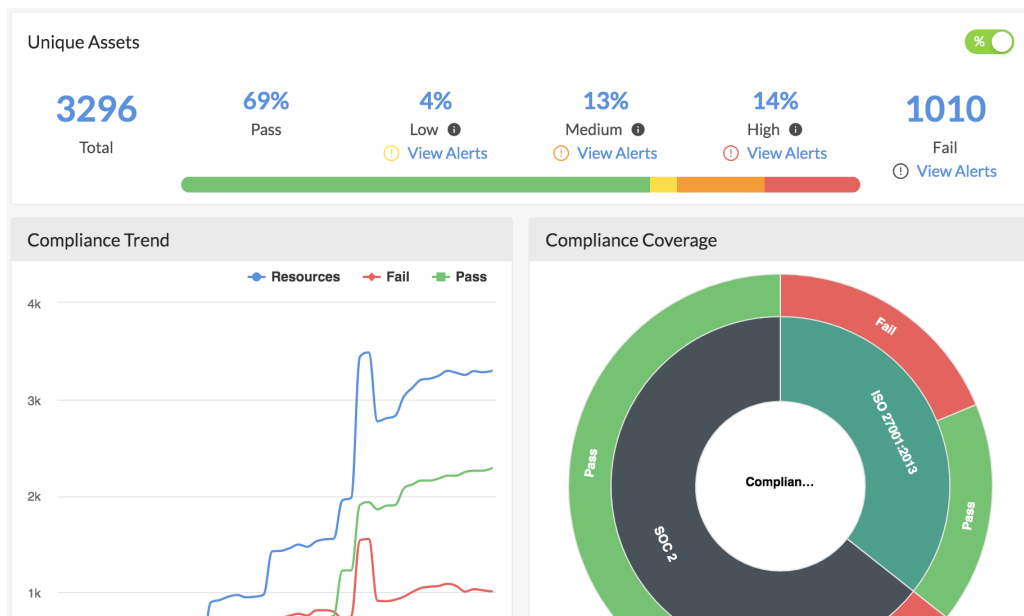 Unique Assets
%
3296
Total
69%
Pass
4%
Low
View Alerts
13%
Medium
View Alerts
14%
High
View Alerts
1010
Fail
View Alerts
Compliance Trend
Resources
Fail
Pass
4k
3k
2k
1k
Compliance Coverage
Fail
ISO 27001:2013
Pass
Complian...
Pass
SOC 2